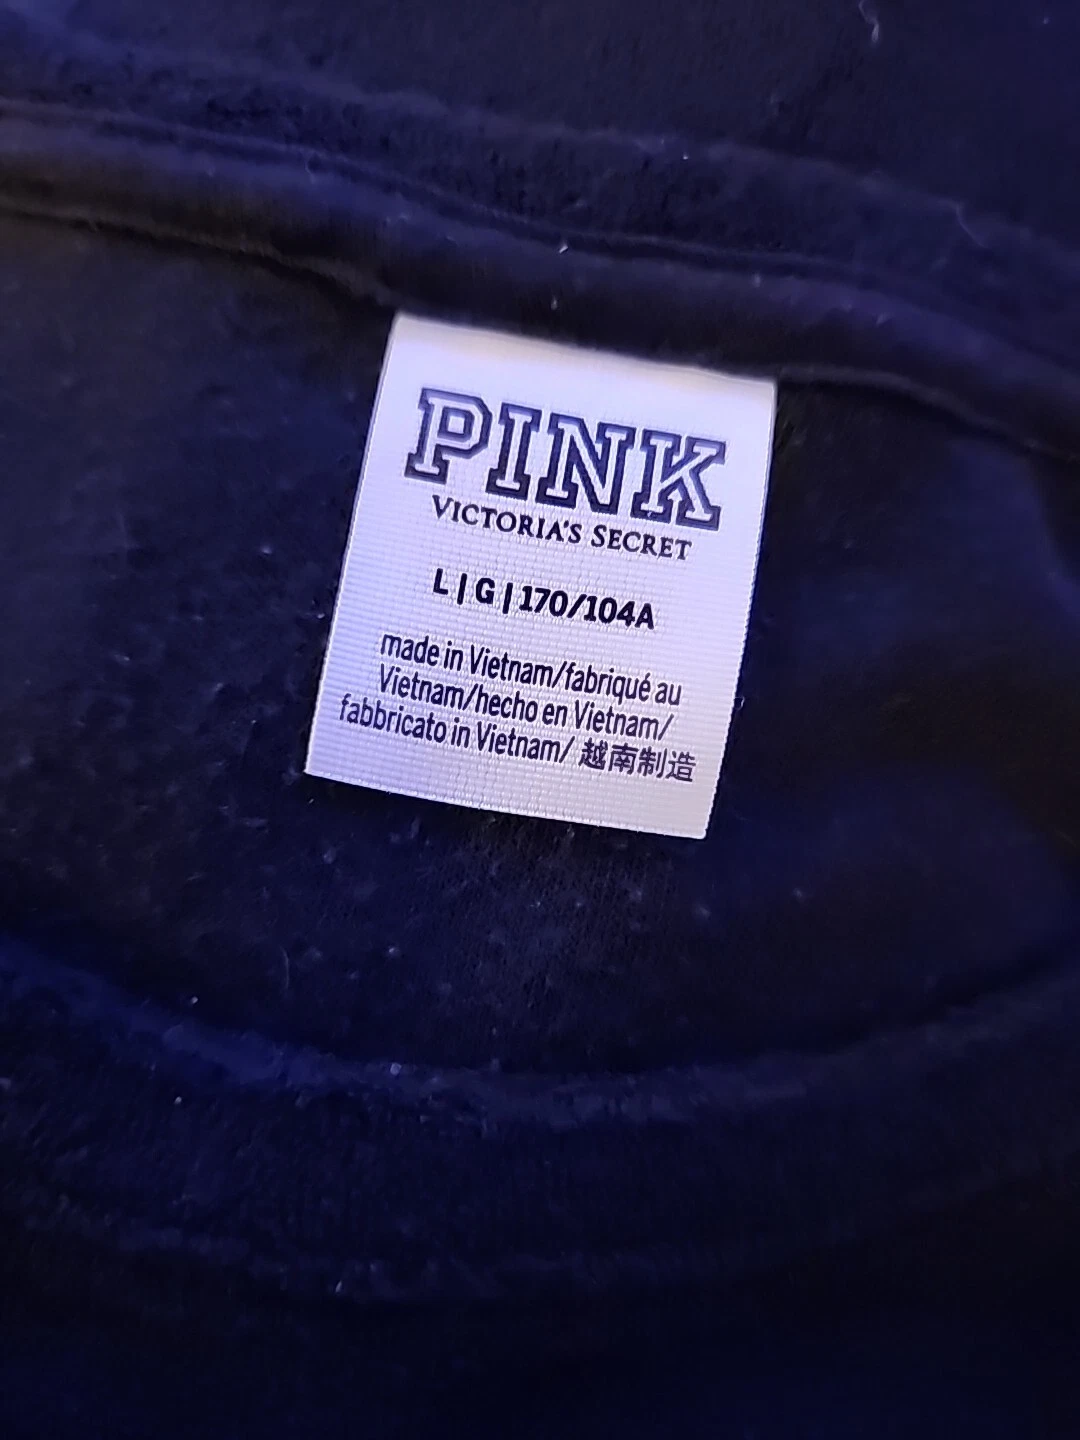 PINK
VICTORIA'S SECRET
L | G | 170/104A
made in Vietnam/fabriqué au
Vietnam/hecho en Vietnam/
fabbricato in Vietnam/ 越南制造